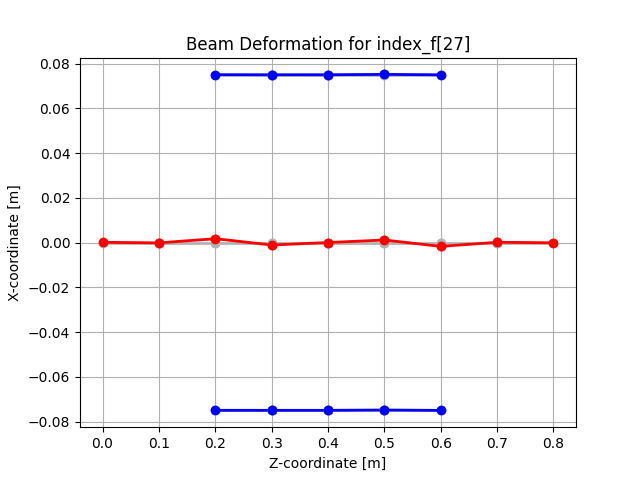 Beam Deformation for index_f[27]
X-coordinate [m]
0.08
0.06
0.04
0.02
0.00
−0.02
−0.04
−0.06
−0.08
0.0 0.1 0.2 0.3 0.4 0.5 0.6 0.7 0.8
Z-coordinate [m]